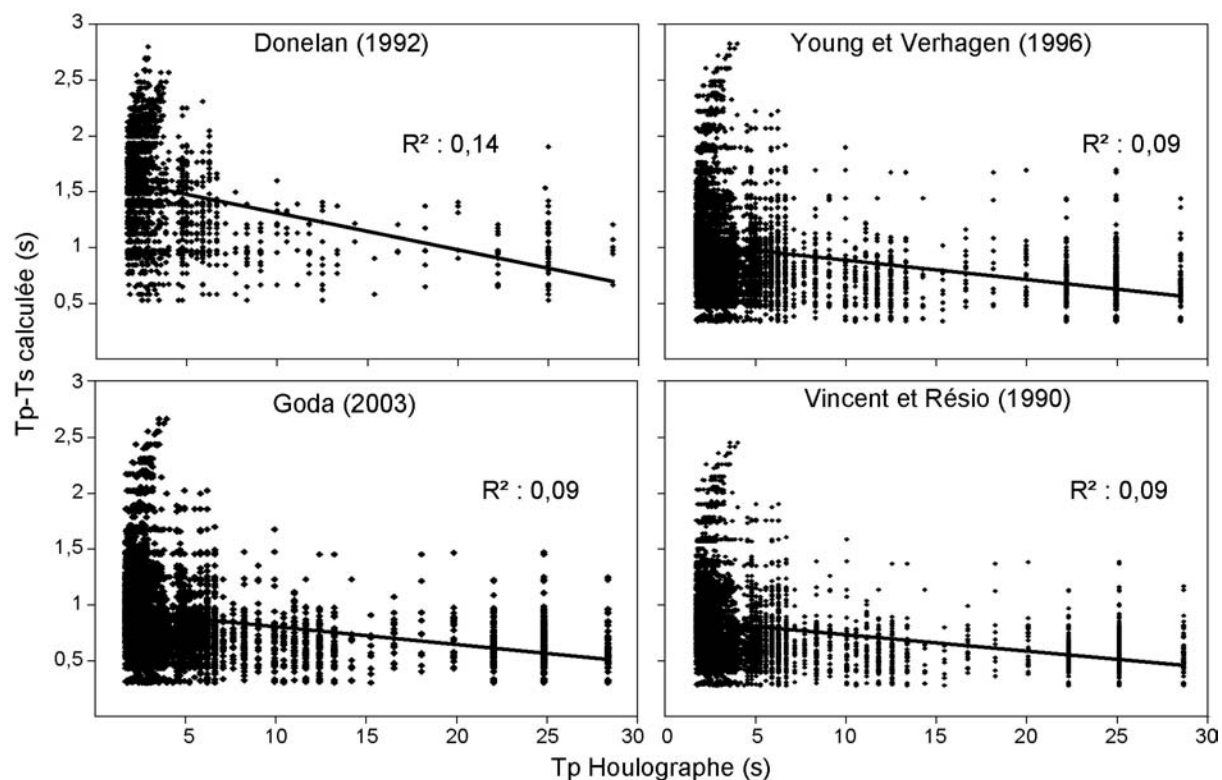 3
2,5
2
1,5
1
0,5
Donelan (1992)
R² : 0,14
Young et Verhagen (1996)
R² : 0,09
Tp-Ts calculée (s)
3
2,5
2
1,5
1
0,5
Goda (2003)
R² : 0,09
Vincent et Résio (1990)
R² : 0,09
5 10 15 20 25 30
0 5 10 15 20 25 30
Tp Houlographe (s)